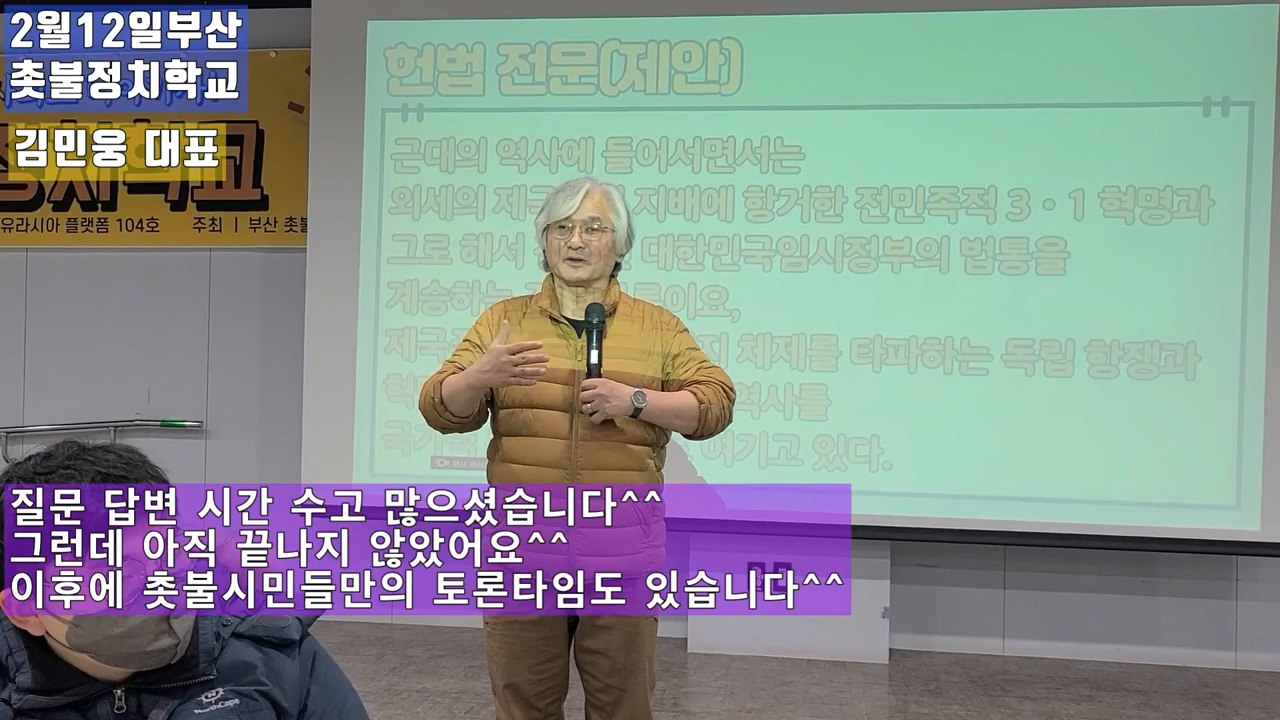 2월12일부산
촛불정치학교
김민웅 대표
정치학교
유라시아 플랫폼 104호 주최 | 부산 촛불
헌법 전문(제안)
근대의 역사에 들어서면서는
외세의 지배에 항거한 전민족적 3·1 혁명과
그로 해서 대한민국임시정부의 법통을
계승하는
체제를 타파하는 독립 항쟁과
역사를
여기고 있다.
질문 답변 시간 수고 많으셨습니다^^
그런데 아직 끝나지 않았어요^^
이후에 촛불시민들만의 토론타임도 있습니다^^
NorthCape